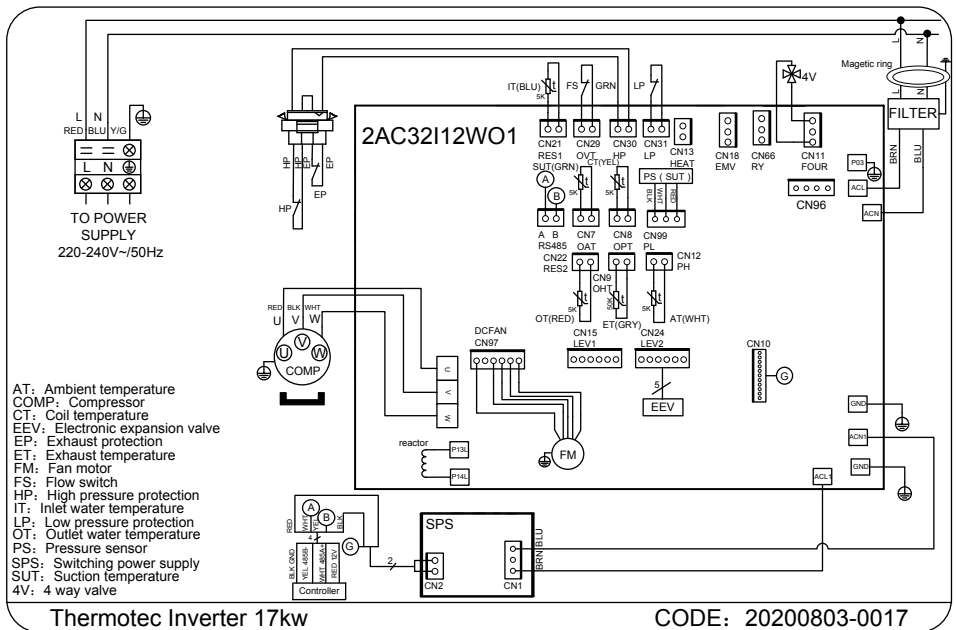 L N
L N
RED BLU Y/G
L N
TO POWER
SUPPLY
220-240V~/50Hz
HP
HP
EP
EP
HP
EP
IT(BLU)
5K
t
FS
GRN
LP
4V
Magetic ring
L N
FILTER
BRN
BLU
2AC32I12WO1
CN21
RES1
CN29
OVT
CN30
HP
CN31
LP
CN13
HEAT
CN18
EMV
CN66
RY
CN11
FOUR
P03
ACL
ACN
CN96
SUT(GRN)
CT(YEL)
A
B
5K
t
5K
t
PS ( SUT )
BLK
WHT
RED
A B
RS485
CN7
OAT
CN8
OPT
CN99
PL
CN22
RES2
CN9
OHT
CN12
PH
5K
t
50K
t
5K
t
OT(RED)
ET(GRY)
AT(WHT)
RED BLK WHT
U V W
U
V
W
COMP
DCFAN
CN97
CN15
LEV1
CN24
LEV2
CN10
5
EEV
G
U
V
W
FM
reactor
P13L
P14L
GND
ACN1
GND
ACL1
AT: Ambient temperature
COMP: Compressor
CT: Coil temperature
EEV: Electronic expansion valve
EP: Exhaust protection
ET: Exhaust temperature
FM: Fan motor
FS: Flow switch
HP: High pressure protection
IT: Inlet water temperature
LP: Low pressure protection
OT: Outlet water temperature
PS: Pressure sensor
SPS: Switching power supply
SUT: Suction temperature
4V: 4 way valve
RED
WHT
YEL
BLK
A
B
G
4
BLK GND
YEL 485B-
WHT 485A+
RED 12V
Controller
2
SPS
CN2
CN1
BRN
BLU
Thermotec Inverter 17kw
CODE: 20200803-0017